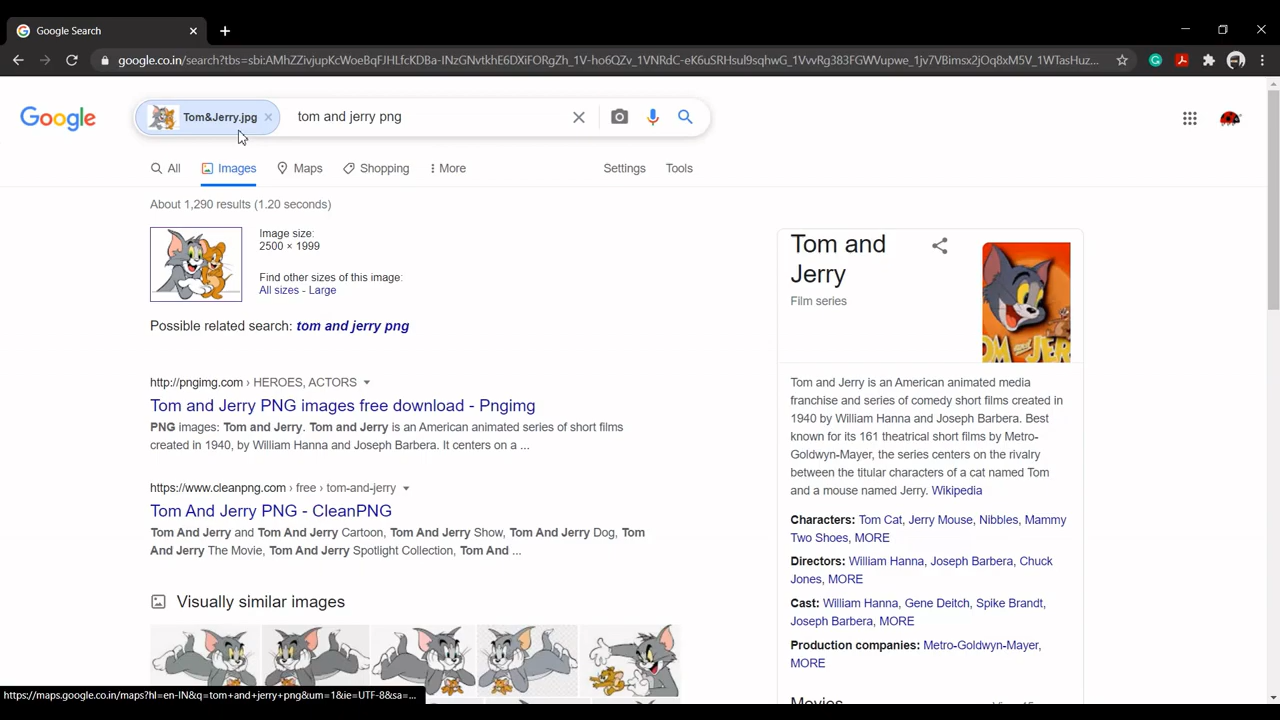 Google Search
google.co.in/search?tbs=sbi:AMhZZivjupKcWoeBqFJHLfcKDBa-INzGNvtkhE6DXiFORgZh_1V-ho6QZv_1VNRdC-eK6uSRHsul9sqhwG_1VvvRg383FGWVupwe_1jv7VBimsx2jOq8xM5V_1WTasHuz...
Google
Tom&Jerry.jpg
tom and jerry png
All
Images
Maps
Shopping
More
Settings
Tools
About 1,290 results (1.20 seconds)
Image size:
2500 × 1999
Find other sizes of this image:
All sizes - Large
Possible related search: tom and jerry png
http://pngimg.com › HEROES, ACTORS
Tom and Jerry PNG images free download - Pngimg
PNG images: Tom and Jerry. Tom and Jerry is an American animated series of short films
created in 1940, by William Hanna and Joseph Barbera. It centers on a ...
https://www.cleanpng.com › free › tom-and-jerry
Tom And Jerry PNG - CleanPNG
Tom And Jerry and Tom And Jerry Cartoon, Tom And Jerry Show, Tom And Jerry Dog, Tom
And Jerry The Movie, Tom And Jerry Spotlight Collection, Tom And ...
Visually similar images
Tom and
Jerry
Film series
Tom and Jerry is an American animated media
franchise and series of comedy short films created in
1940 by William Hanna and Joseph Barbera. Best
known for its 161 theatrical short films by Metro-
Goldwyn-Mayer, the series centers on the rivalry
between the titular characters of a cat named Tom
and a mouse named Jerry. Wikipedia
Characters: Tom Cat, Jerry Mouse, Nibbles, Mammy
Two Shoes, MORE
Directors: William Hanna, Joseph Barbera, Chuck
Jones, MORE
Cast: William Hanna, Gene Deitch, Spike Brandt,
Joseph Barbera, MORE
Production companies: Metro-Goldwyn-Mayer,
MORE
Movies
https://maps.google.co.in/maps?hl=en-IN&q=tom+and+jerry+png&um=1&ie=UTF-8&sa=...